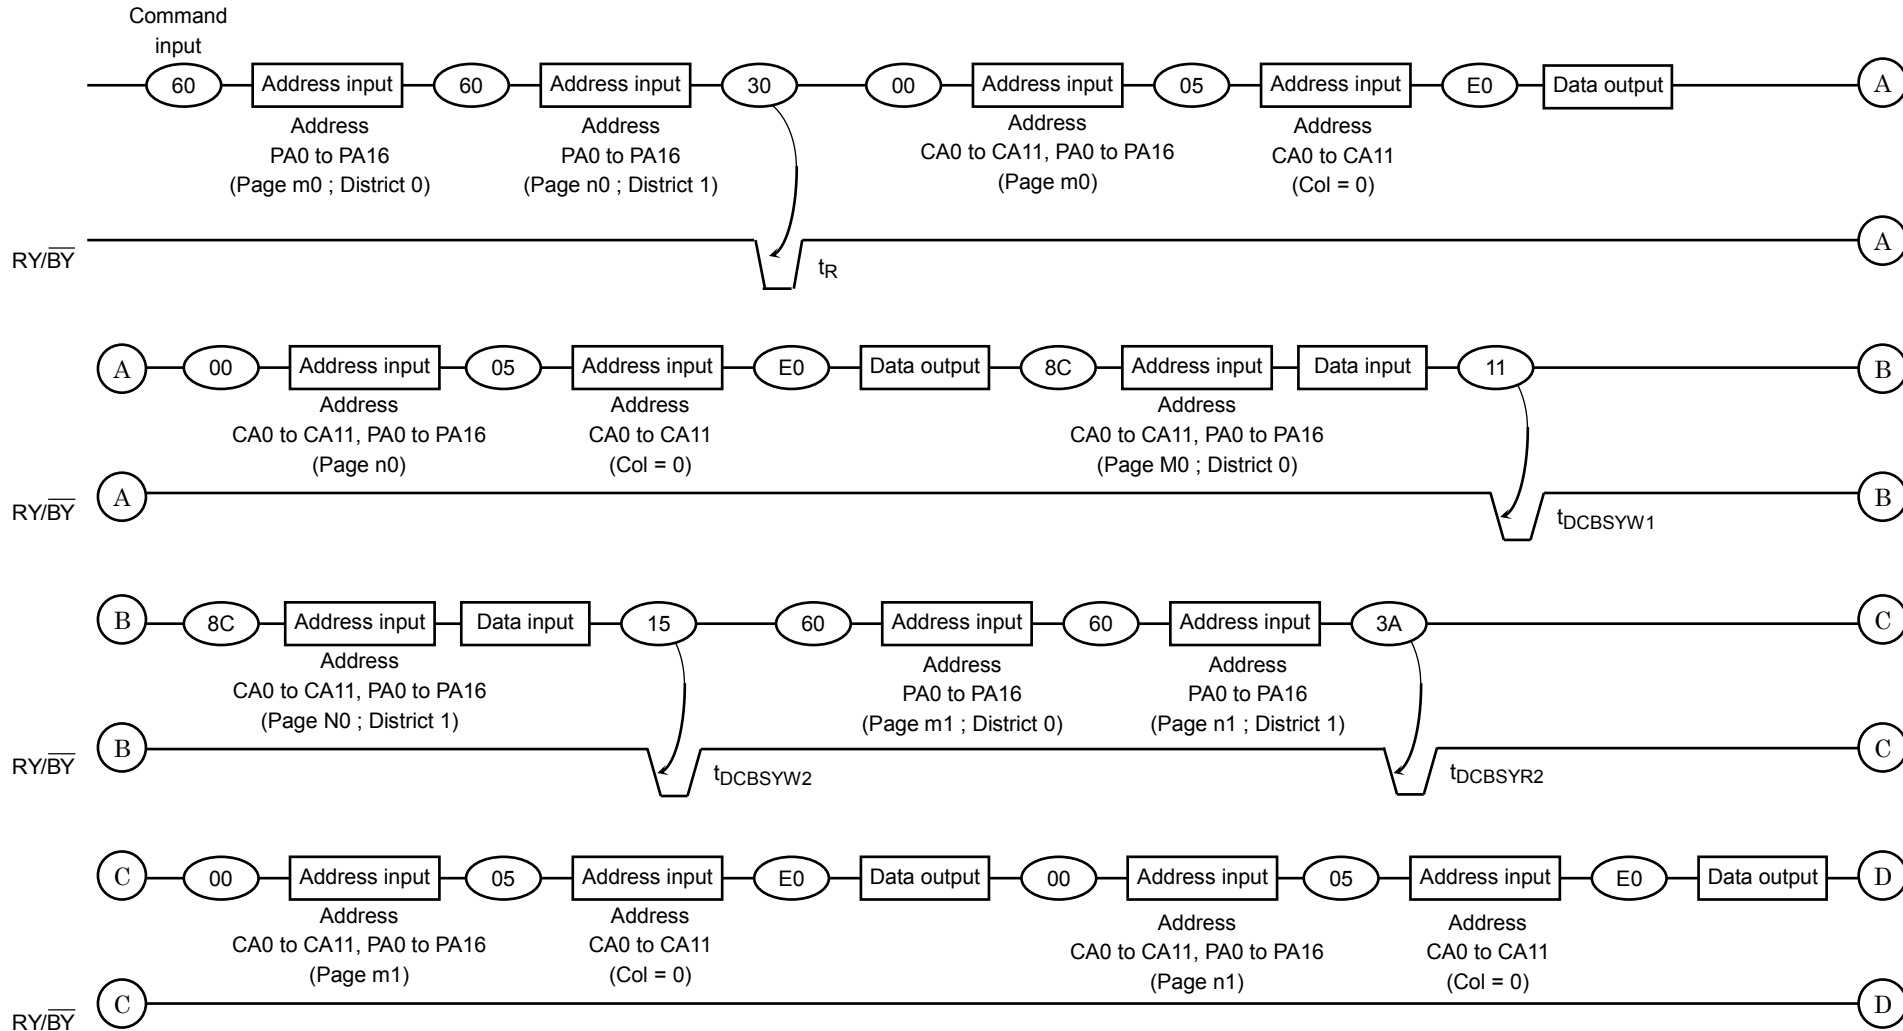 Command
input
60 Address input 60 Address input 30 00 Address input 05 Address input E0 Data output A
Address Address Address Address
PA0 to PA16 PA0 to PA16 CA0 to CA11, PA0 to PA16 CA0 to CA11
(Page m0 ; District 0) (Page n0 ; District 1) (Page m0) (Col = 0)
RY/BY tR A
A 00 Address input 05 Address input E0 Data output 8C Address input Data input 11 B
Address Address Address
CA0 to CA11, PA0 to PA16 CA0 to CA11 CA0 to CA11, PA0 to PA16
(Page n0) (Col = 0) (Page M0 ; District 0)
RY/BY A tDCBSYW1 B
B 8C Address input Data input 15 60 Address input 60 Address input 3A C
Address Address Address
CA0 to CA11, PA0 to PA16 PA0 to PA16 PA0 to PA16
(Page N0 ; District 1) (Page m1 ; District 0) (Page n1 ; District 1)
RY/BY B tDCBSYW2 tDCBSYR2 C
C 00 Address input 05 Address input E0 Data output 00 Address input 05 Address input E0 Data output D
Address Address Address Address
CA0 to CA11, PA0 to PA16 CA0 to CA11 CA0 to CA11, PA0 to PA16 CA0 to CA11
(Page m1) (Col = 0) (Page n1) (Col = 0)
RY/BY C D